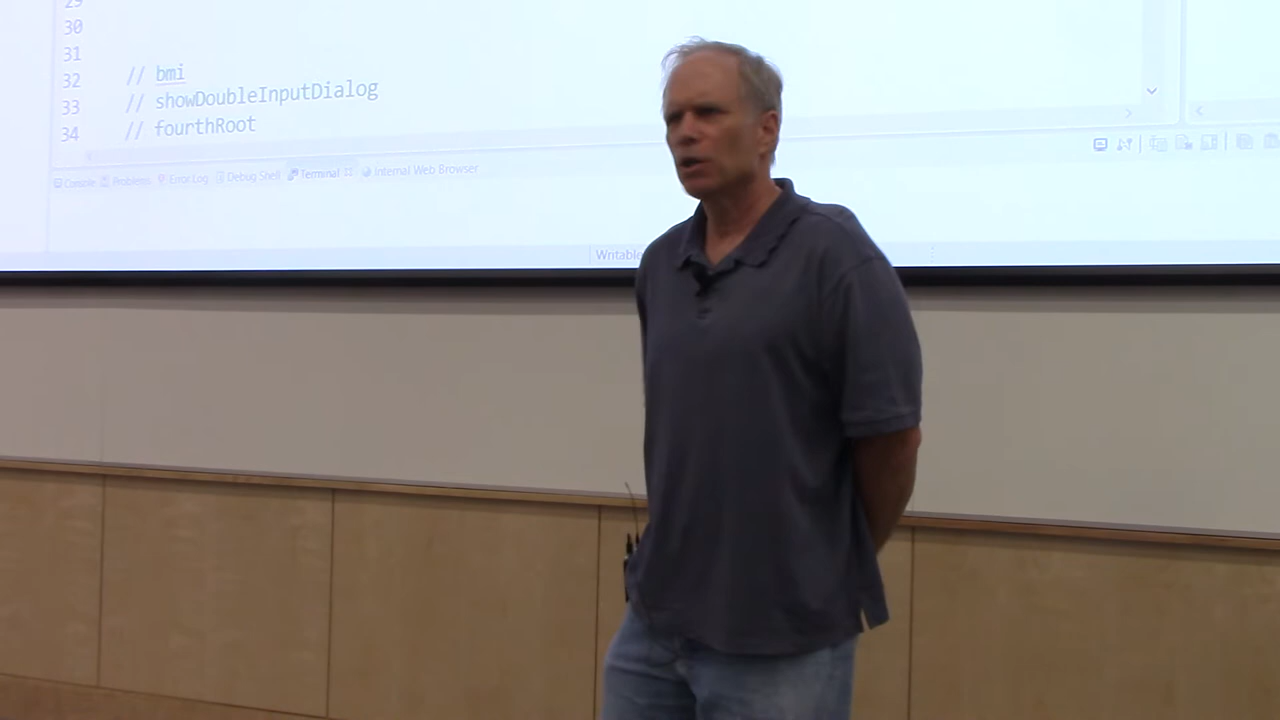 29
30
31
32 // bmi
33 // showDoubleInputDialog
34 // fourthRoot
Console Problems Error Log Debug Shell Terminal Internal Web Browser
Writable